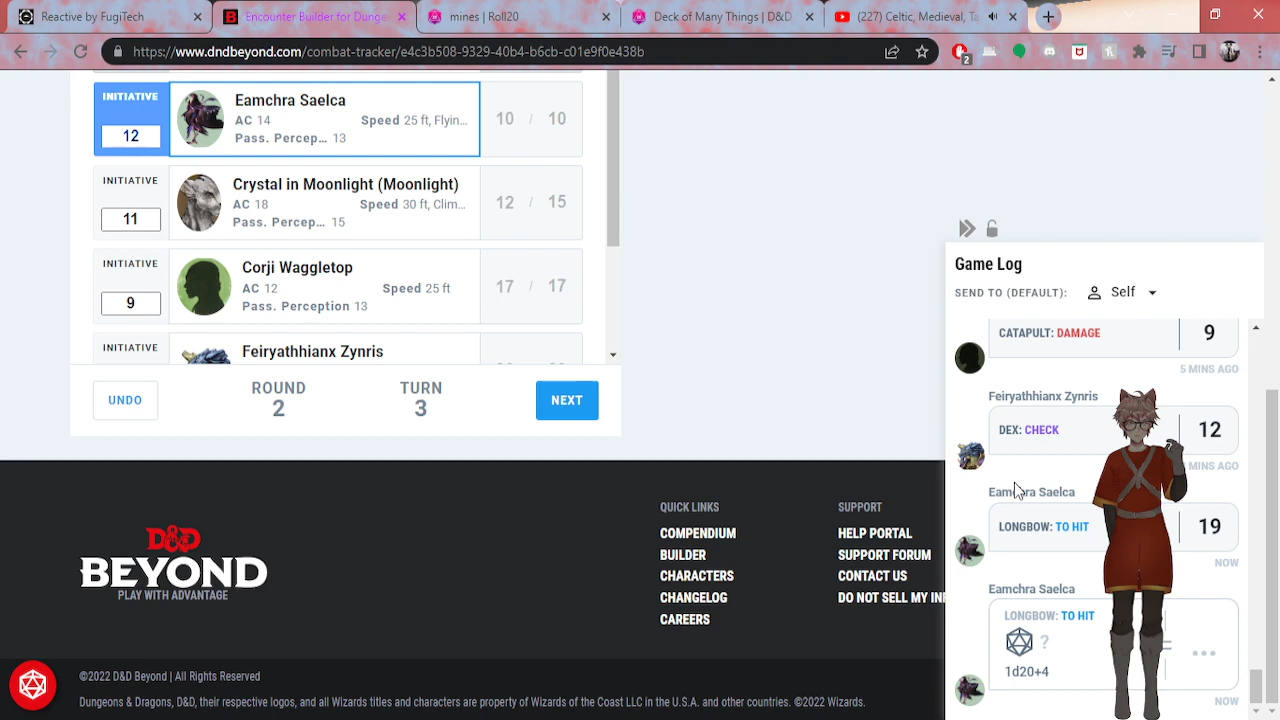 Reactive by FugiTech
Encounter Builder for Dunge
mines | Roll20
Deck of Many Things | D&D
(227) Celtic, Medieval, Ta
https://www.dndbeyond.com/combat-tracker/e4c3b508-9329-40b4-b6cb-c01e9f0e438b
2
INITIATIVE
12
Eamchra Saelca
AC 14 Speed 25 ft, Flyin...
Pass. Percep... 13
10 / 10
INITIATIVE
11
Crystal in Moonlight (Moonlight)
AC 18 Speed 30 ft, Clim...
Pass. Percep... 15
12 / 15
INITIATIVE
9
Corji Waggletop
AC 12 Speed 25 ft
Pass. Perception 13
17 / 17
INITIATIVE
Feiryathhianx Zynris
UNDO
ROUND
2
TURN
3
NEXT
Game Log
SEND TO (DEFAULT): Self
CATAPULT: DAMAGE
9
5 MINS AGO
Feiryathhianx Zynris
DEX: CHECK
12
MINS AGO
Eamchra Saelca
LONGBOW: TO HIT
19
NOW
Eamchra Saelca
LONGBOW: TO HIT
?
=
...
1d20+4
NOW
D&D
BEYOND
PLAY WITH ADVANTAGE
QUICK LINKS
COMPENDIUM
BUILDER
CHARACTERS
CHANGELOG
CAREERS
SUPPORT
HELP PORTAL
SUPPORT FORUM
CONTACT US
DO NOT SELL MY IN
©2022 D&D Beyond | All Rights Reserved
Dungeons & Dragons, D&D, their respective logos, and all Wizards titles and characters are property of Wizards of the Coast LLC in the U.S.A. and other countries. ©2022 Wizards.